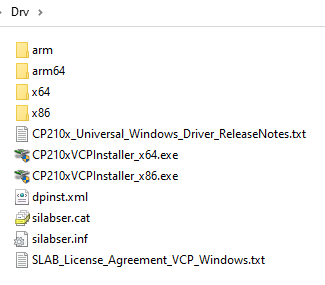 Drv
arm
arm64
x64
x86
CP210x_Universal_Windows_Driver_ReleaseNotes.txt
CP210xVCPInstaller_x64.exe
CP210xVCPInstaller_x86.exe
dpinst.xml
silabser.cat
silabser.inf
SLAB_License_Agreement_VCP_Windows.txt